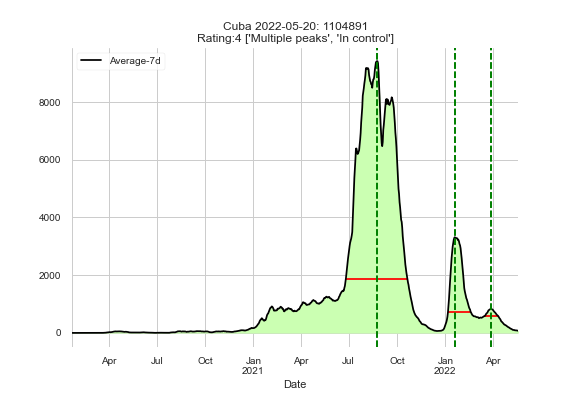 Cuba 2022-05-20: 1104891
Rating:4 ['Multiple peaks', 'In control']
Average-7d
8000
6000
4000
2000
0
Apr Jul Oct Jan Apr Jul Oct Jan Apr
2021 2022
Date